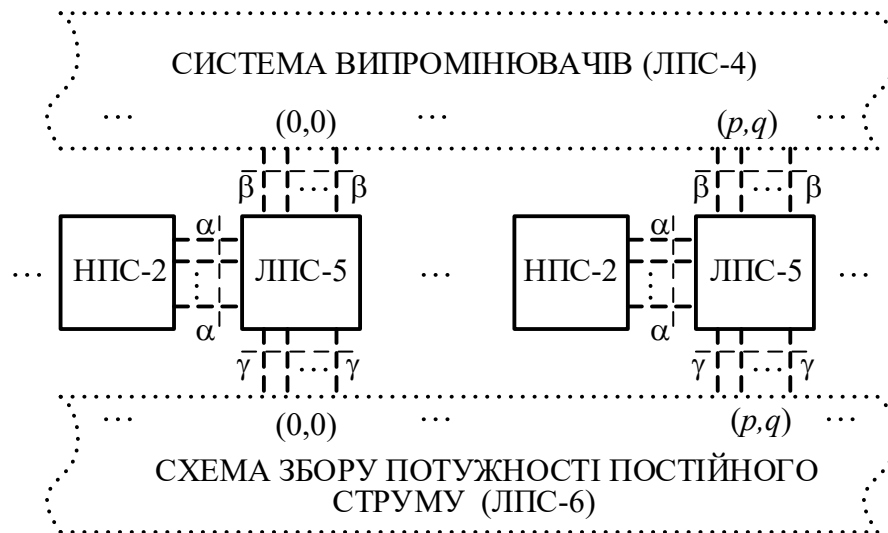 СИСТЕМА ВИПРОМІНЮВАЧІВ (ЛПС-4)
... (0,0) ... (p,q) ...
β ... β β ... β
α α
... НПС-2 ЛПС-5 ... НПС-2 ЛПС-5 ...
α α
γ ... γ γ ... γ
... (0,0) ... (p,q) ...
СХЕМА ЗБОРУ ПОТУЖНОСТІ ПОСТІЙНОГО
СТРУМУ (ЛПС-6)